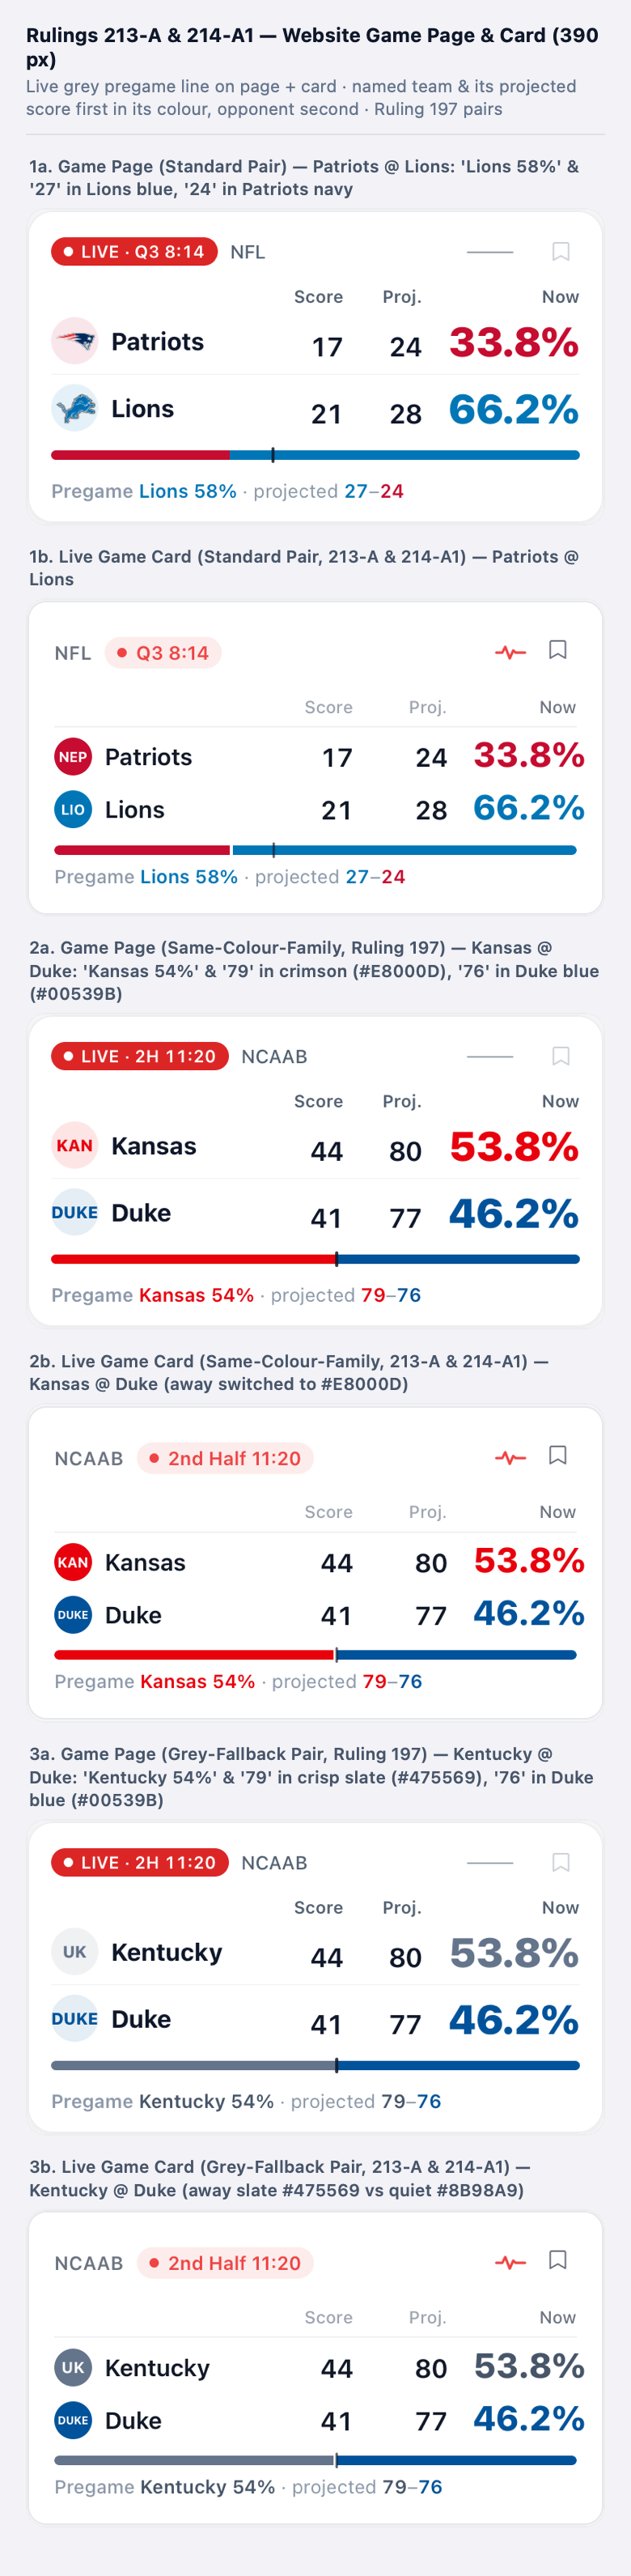 Rulings 213-A & 214-A1 — Website Game Page & Card (390
px)
Live grey pregame line on page + card · named team & its projected
score first in its colour, opponent second · Ruling 197 pairs
1a. Game Page (Standard Pair) — Patriots @ Lions: 'Lions 58%' &
'27' in Lions blue, '24' in Patriots navy
LIVE · Q3 8:14 NFL
Score Proj. Now
Patriots 17 24 33.8%
Lions 21 28 66.2%
Pregame Lions 58% · projected 27–24
1b. Live Game Card (Standard Pair, 213-A & 214-A1) — Patriots @
Lions
NFL Q3 8:14
Score Proj. Now
NEP Patriots 17 24 33.8%
LIO Lions 21 28 66.2%
Pregame Lions 58% · projected 27–24
2a. Game Page (Same-Colour-Family, Ruling 197) — Kansas @
Duke: 'Kansas 54%' & '79' in crimson (#E8000D), '76' in Duke blue
(#00539B)
LIVE · 2H 11:20 NCAAB
Score Proj. Now
KAN Kansas 44 80 53.8%
DUKE Duke 41 77 46.2%
Pregame Kansas 54% · projected 79–76
2b. Live Game Card (Same-Colour-Family, 213-A & 214-A1) —
Kansas @ Duke (away switched to #E8000D)
NCAAB 2nd Half 11:20
Score Proj. Now
KAN Kansas 44 80 53.8%
DUKE Duke 41 77 46.2%
Pregame Kansas 54% · projected 79–76
3a. Game Page (Grey-Fallback Pair, Ruling 197) — Kentucky @
Duke: 'Kentucky 54%' & '79' in crisp slate (#475569), '76' in Duke
blue (#00539B)
LIVE · 2H 11:20 NCAAB
Score Proj. Now
UK Kentucky 44 80 53.8%
DUKE Duke 41 77 46.2%
Pregame Kentucky 54% · projected 79–76
3b. Live Game Card (Grey-Fallback Pair, 213-A & 214-A1) —
Kentucky @ Duke (away slate #475569 vs quiet #8B98A9)
NCAAB 2nd Half 11:20
Score Proj. Now
UK Kentucky 44 80 53.8%
DUKE Duke 41 77 46.2%
Pregame Kentucky 54% · projected 79–76